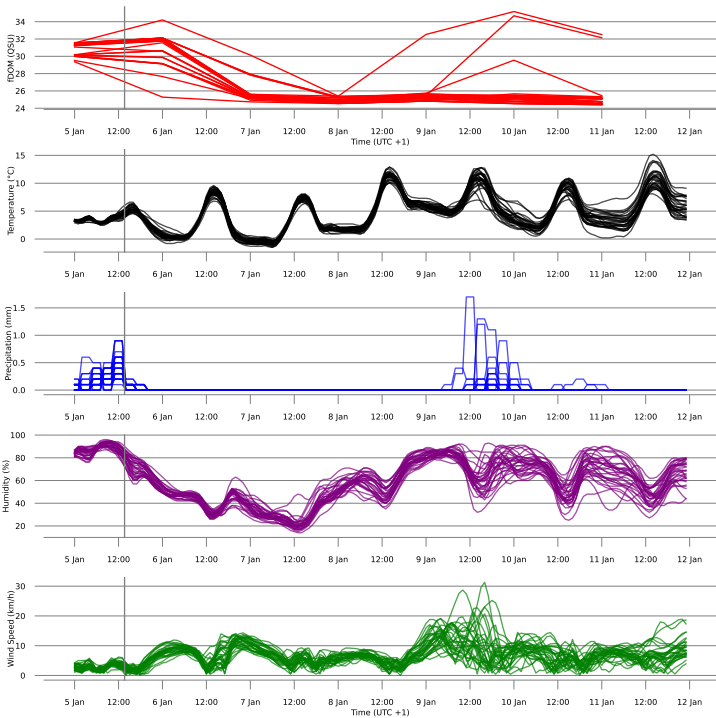 34
32
30
28
26
24
fDOM (QSU)
5 Jan 12:00 6 Jan 12:00 7 Jan 12:00 8 Jan 12:00 9 Jan 12:00 10 Jan 12:00 11 Jan 12:00 12 Jan
Time (UTC +1)
15
10
5
0
Temperature (°C)
5 Jan 12:00 6 Jan 12:00 7 Jan 12:00 8 Jan 12:00 9 Jan 12:00 10 Jan 12:00 11 Jan 12:00 12 Jan
1.5
1.0
0.5
0.0
Precipitation (mm)
5 Jan 12:00 6 Jan 12:00 7 Jan 12:00 8 Jan 12:00 9 Jan 12:00 10 Jan 12:00 11 Jan 12:00 12 Jan
100
80
60
40
20
Humidity (%)
5 Jan 12:00 6 Jan 12:00 7 Jan 12:00 8 Jan 12:00 9 Jan 12:00 10 Jan 12:00 11 Jan 12:00 12 Jan
30
20
10
0
Wind Speed (km/h)
5 Jan 12:00 6 Jan 12:00 7 Jan 12:00 8 Jan 12:00 9 Jan 12:00 10 Jan 12:00 11 Jan 12:00 12 Jan
Time (UTC +1)